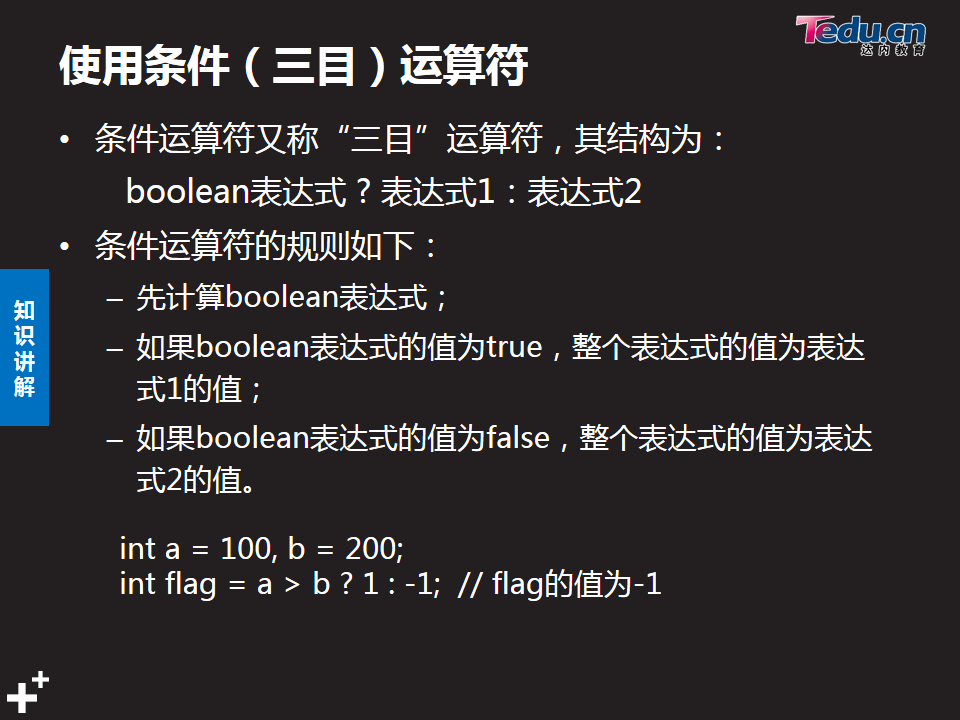 Tedu.cn
达内教育
使用条件（三目）运算符
• 条件运算符又称“三目”运算符，其结构为：
boolean表达式？表达式1：表达式2
• 条件运算符的规则如下：
– 先计算boolean表达式；
– 如果boolean表达式的值为true，整个表达式的值为表达
式1的值；
– 如果boolean表达式的值为false，整个表达式的值为表达
式2的值。
知识讲解
int a = 100, b = 200;
int flag = a > b ? 1 : -1;  // flag的值为-1